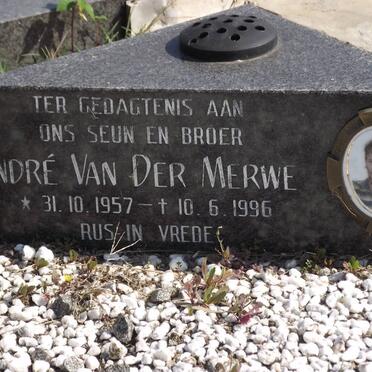 TER GEDAGTENIS AAN
ONS SEUN EN BROER
NDRÉ VAN DER MERWE
* 31.10.1957 - † 10.6.1996
RUS IN VREDE